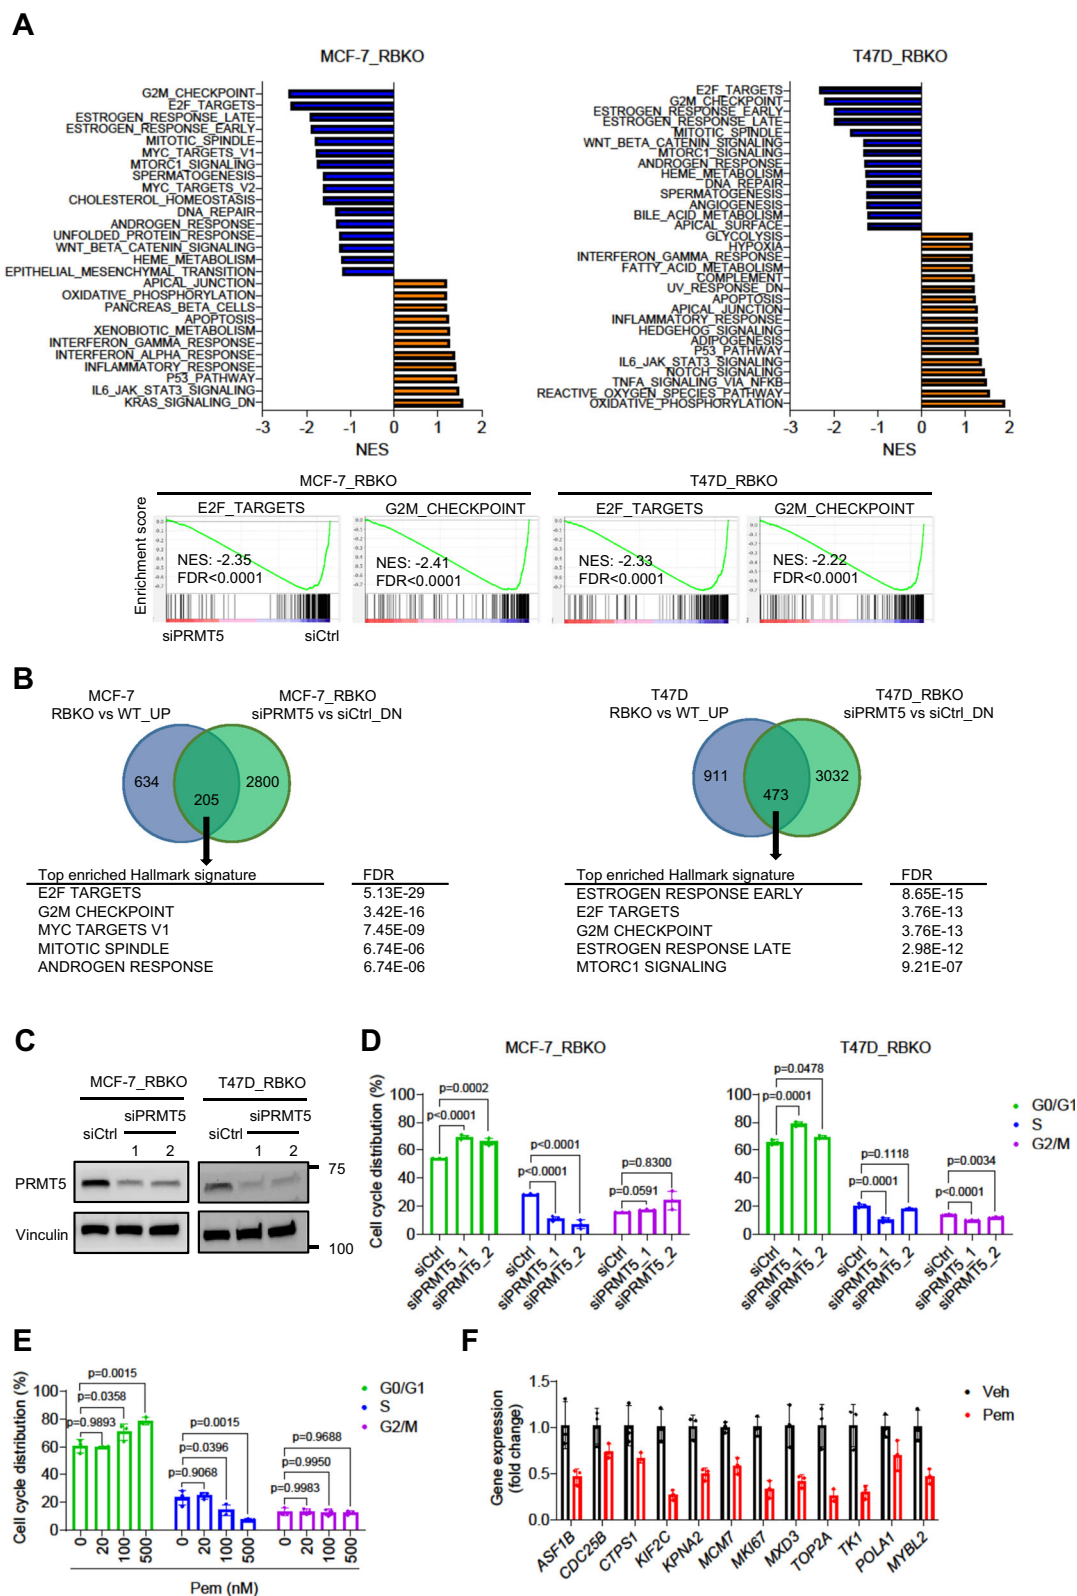 A
MCF-7_RBKO
G2M_CHECKPOINT
E2F_TARGETS
ESTROGEN_RESPONSE_LATE
ESTROGEN_RESPONSE_EARLY
MITOTIC_SPINDLE
MYC_TARGETS_V1
MTORC1_SIGNALING
SPERMATOGENESIS
MYC_TARGETS_V2
CHOLESTEROL_HOMEOSTASIS
DNA_REPAIR
ANDROGEN_RESPONSE
UNFOLDED_PROTEIN_RESPONSE
WNT_BETA_CATENIN_SIGNALING
HEME_METABOLISM
EPITHELIAL_MESENCHYMAL_TRANSITION
APICAL_JUNCTION
OXIDATIVE_PHOSPHORYLATION
PANCREAS_BETA_CELLS
APOPTOSIS
XENOBIOTIC_METABOLISM
INTERFERON_GAMMA_RESPONSE
INTERFERON_ALPHA_RESPONSE
INFLAMMATORY_RESPONSE
P53_PATHWAY
IL6_JAK_STAT3_SIGNALING
KRAS_SIGNALING_DN
-3 -2 -1 0 1 2
NES
T47D_RBKO
E2F_TARGETS
G2M_CHECKPOINT
ESTROGEN_RESPONSE_EARLY
ESTROGEN_RESPONSE_LATE
MITOTIC_SPINDLE
WNT_BETA_CATENIN_SIGNALING
MTORC1_SIGNALING
ANDROGEN_RESPONSE
HEME_METABOLISM
DNA_REPAIR
SPERMATOGENESIS
ANGIOGENESIS
BILE_ACID_METABOLISM
APICAL_SURFACE
GLYCOLYSIS
HYPOXIA
INTERFERON_GAMMA_RESPONSE
FATTY_ACID_METABOLISM
COMPLEMENT
UV_RESPONSE_DN
APOPTOSIS
APICAL_JUNCTION
INFLAMMATORY_RESPONSE
HEDGEHOG_SIGNALING
ADIPOGENESIS
P53_PATHWAY
IL6_JAK_STAT3_SIGNALING
NOTCH_SIGNALING
TNFA_SIGNALING_VIA_NFKB
REACTIVE_OXYGEN_SPECIES_PATHWAY
OXIDATIVE_PHOSPHORYLATION
-3 -2 -1 0 1 2
NES
MCF-7_RBKO
T47D_RBKO
Enrichment score
E2F_TARGETS
NES: -2.35
FDR<0.0001
G2M_CHECKPOINT
NES: -2.41
FDR<0.0001
E2F_TARGETS
NES: -2.33
FDR<0.0001
G2M_CHECKPOINT
NES: -2.22
FDR<0.0001
siPRMT5 siCtrl
B
MCF-7
RBKO vs WT_UP
MCF-7_RBKO
siPRMT5 vs siCtrl_DN
634 205 2800
Top enriched Hallmark signature FDR
E2F TARGETS 5.13E-29
G2M CHECKPOINT 3.42E-16
MYC TARGETS V1 7.45E-09
MITOTIC SPINDLE 6.74E-06
ANDROGEN RESPONSE 6.74E-06
T47D
RBKO vs WT_UP
T47D_RBKO
siPRMT5 vs siCtrl_DN
911 473 3032
Top enriched Hallmark signature FDR
ESTROGEN RESPONSE EARLY 8.65E-15
E2F TARGETS 3.76E-13
G2M CHECKPOINT 3.76E-13
ESTROGEN RESPONSE LATE 2.98E-12
MTORC1 SIGNALING 9.21E-07
C
MCF-7_RBKO T47D_RBKO
siPRMT5 siPRMT5
siCtrl 1 2 siCtrl 1 2
75
PRMT5
Vinculin
100
D
MCF-7_RBKO
Cell cycle distribution (%)
100
80
60
40
20
0
p=0.0002
p<0.0001
p<0.0001
p<0.0001
p=0.8300
p=0.0591
siCtrl siPRMT5_1 siPRMT5_2 siCtrl siPRMT5_1 siPRMT5_2 siCtrl siPRMT5_1 siPRMT5_2
T47D_RBKO
100
80
60
40
20
0
p=0.0478
p=0.0001
p=0.1118
p=0.0001
p=0.0034
p<0.0001
siCtrl siPRMT5_1 siPRMT5_2 siCtrl siPRMT5_1 siPRMT5_2 siCtrl siPRMT5_1 siPRMT5_2
G0/G1
S
G2/M
E
Cell cycle distribution (%)
100
80
60
40
20
0
p=0.0015
p=0.0358
p=0.9893
p=0.0015
p=0.0396
p=0.9068
p=0.9688
p=0.9950
p=0.9983
0 20 100 500 0 20 100 500 0 20 100 500
Pem (nM)
G0/G1
S
G2/M
F
Gene expression
(fold change)
1.5
1.0
0.5
0.0
ASF1B CDC25B CTPS1 KIF2C KPNA2 MCM7 MKI67 MXD3 TOP2A TK1 POLA1 MYBL2
Veh
Pem